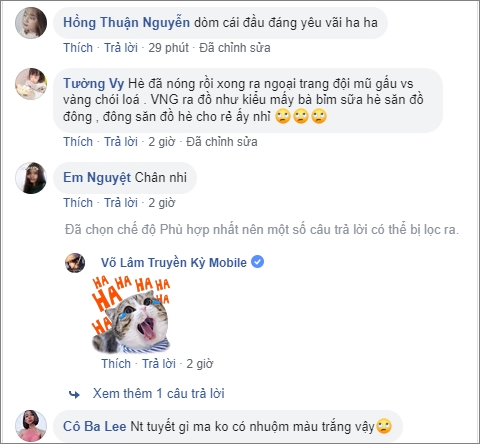 Hồng Thuận Nguyễn dòm cái đầu đáng yêu vãi ha ha
Thích · Trả lời · 29 phút · Đã chỉnh sửa
Tường Vy Hè đã nóng rồi xong ra ngoại trang đội mũ gấu vs
vàng chói loá . VNG ra đồ như kiểu mấy bà bỉm sữa hè săn đồ
đông , đông săn đồ hè cho rẻ ấy nhỉ 🙄🙄🙄
Thích · Trả lời · 2 giờ · Đã chỉnh sửa
Em Nguyệt Chân nhi
Thích · Trả lời · 2 giờ
Đã chọn chế độ Phù hợp nhất nên một số câu trả lời có thể bị lọc ra.
Võ Lâm Truyền Kỳ Mobile
HA HA HA HA HA HA HA
Thích · Trả lời · 2 giờ
Xem thêm 1 câu trả lời
Cô Ba Lee Nt tuyết gì ma ko có nhuộm màu trắng vậy🙄